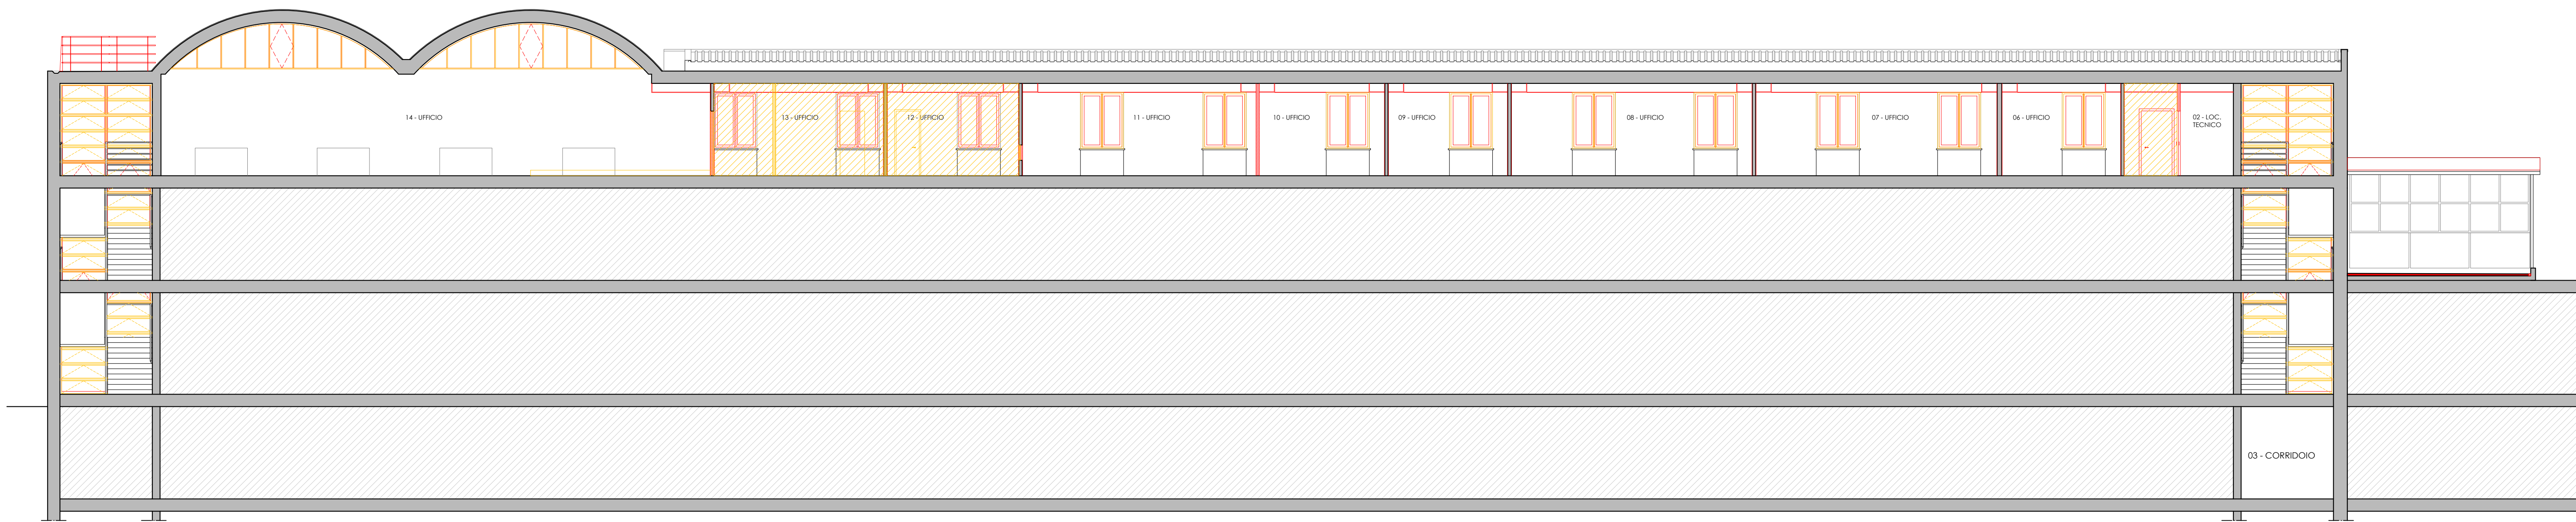 14 - UFFICIO
13 - UFFICIO
12 - UFFICIO
11 - UFFICIO
10 - UFFICIO
09 - UFFICIO
08 - UFFICIO
07 - UFFICIO
06 - UFFICIO
02 - LOC.
TECNICO
03 - CORRIDOIO